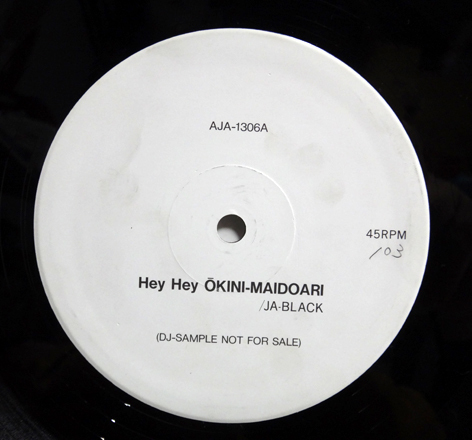 AJA-1306A
45RPM
103
Hey Hey ŌKINI-MAIDOARI
/JA-BLACK
(DJ-SAMPLE NOT FOR SALE)